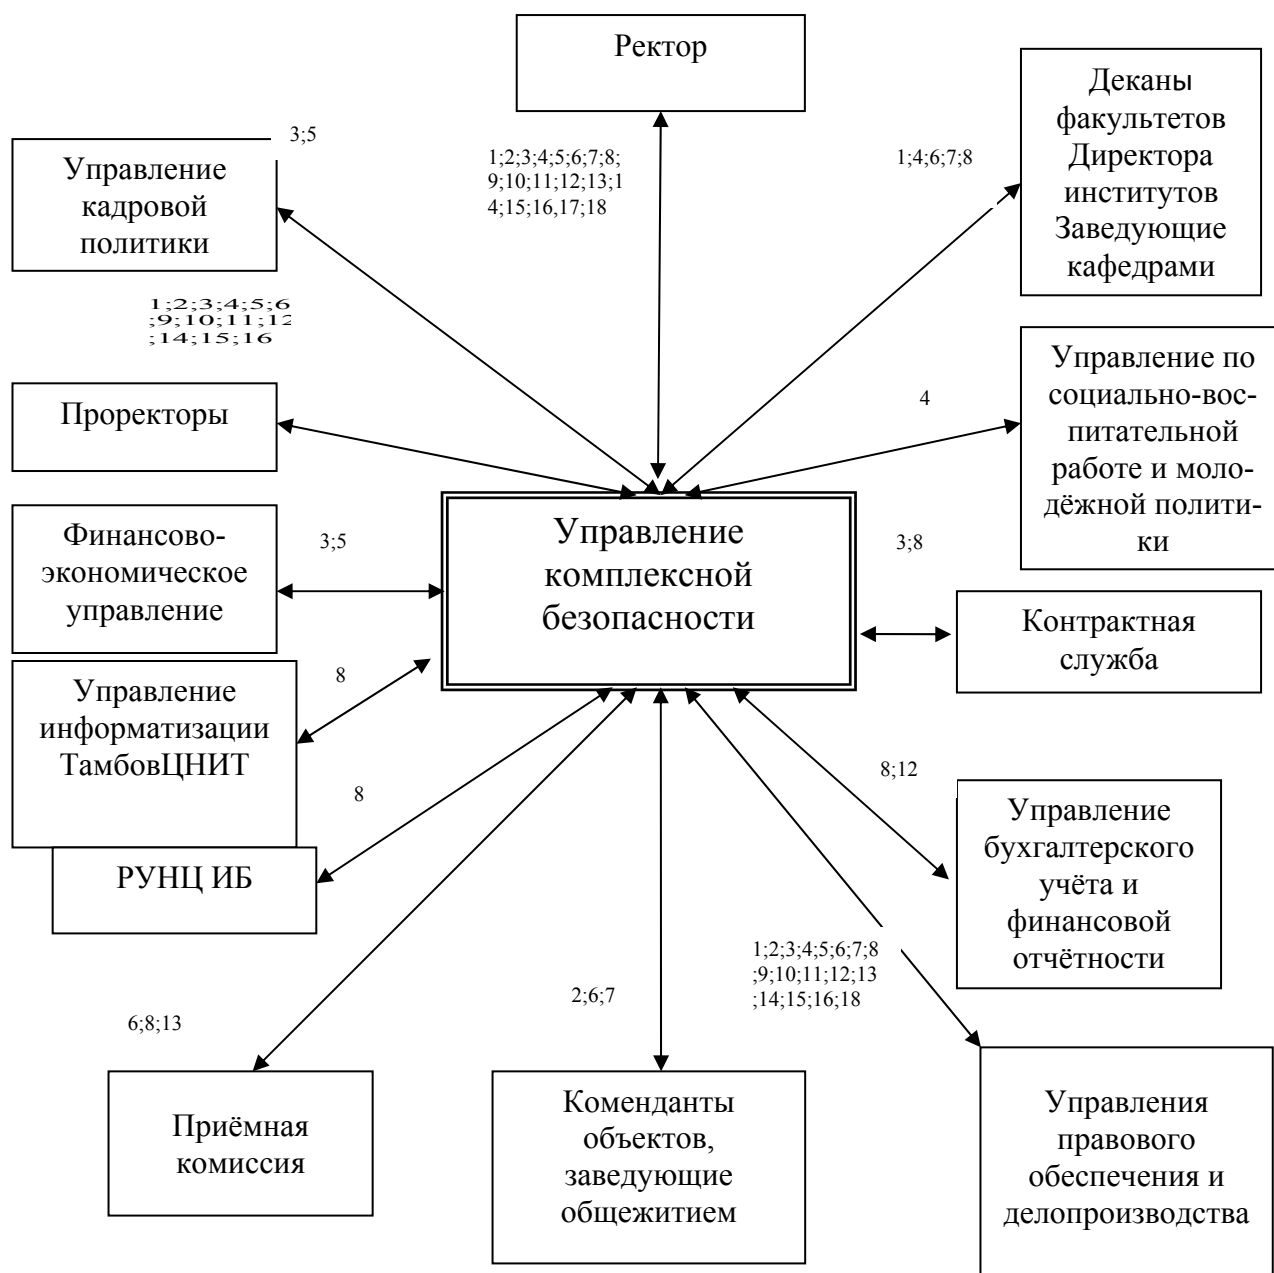 Ректор
Деканы
факультетов
Директора
институтов
Заведующие
кафедрами
3;5
Управление
кадровой
политики
1;2;3;4;5;6;7;8;
9;10;11;12;13;1
4;15;16,17;18
1;4;6;7;8
1;2;3;4;5;6
;9;10;11;12
;14;15;16
Проректоры
4
Управление по
социально-вос-
питательной
работе и моло-
дёжной полити-
ки
Финансово-
экономическое
управление
3;5
Управление
комплексной
безопасности
3;8
Контрактная
служба
Управление
информатизации
ТамбовЦНИТ
8
8
РУНЦ ИБ
8;12
Управление
бухгалтерского
учёта и
финансовой
отчётности
1;2;3;4;5;6;7;8
;9;10;11;12;13
;14;15;16;18
2;6;7
6;8;13
Приёмная
комиссия
Коменданты
объектов,
заведующие
общежитием
Управления
правового
обеспечения и
делопроизводства